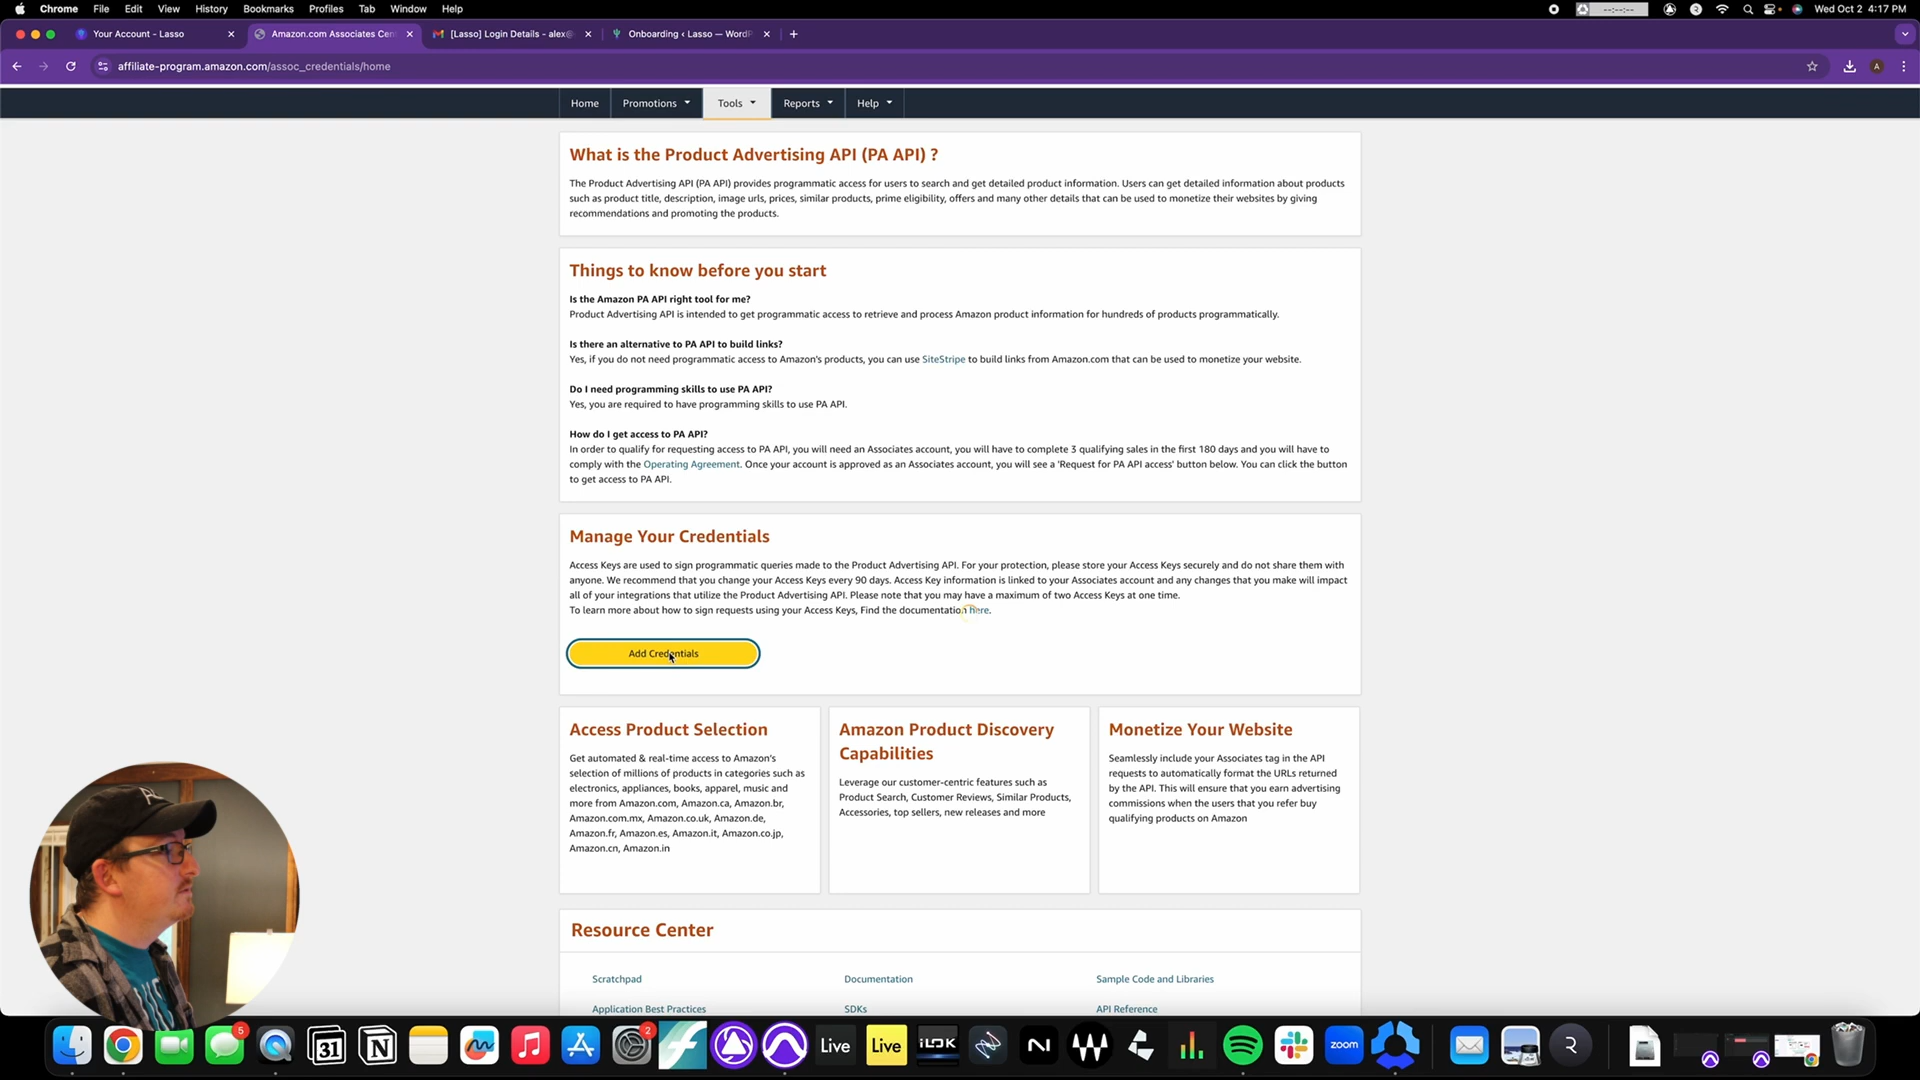 Chrome File Edit View History Bookmarks Profiles Tab Window Help
--:--:--
Wed Oct 2 4:17 PM
Your Account - Lasso
Amazon.com Associates Cen
[Lasso] Login Details - alex@
Onboarding ‹ Lasso — WordP
affiliate-program.amazon.com/assoc_credentials/home
A
Home Promotions Tools Reports Help
What is the Product Advertising API (PA API) ?
The Product Advertising API (PA API) provides programmatic access for users to search and get detailed product information. Users can get detailed information about products
such as product title, description, image urls, prices, similar products, prime eligibility, offers and many other details that can be used to monetize their websites by giving
recommendations and promoting the products.
Things to know before you start
Is the Amazon PA API right tool for me?
Product Advertising API is intended to get programmatic access to retrieve and process Amazon product information for hundreds of products programmatically.
Is there an alternative to PA API to build links?
Yes, if you do not need programmatic access to Amazon's products, you can use SiteStripe to build links from Amazon.com that can be used to monetize your website.
Do I need programming skills to use PA API?
Yes, you are required to have programming skills to use PA API.
How do I get access to PA API?
In order to qualify for requesting access to PA API, you will need an Associates account, you will have to complete 3 qualifying sales in the first 180 days and you will have to
comply with the Operating Agreement. Once your account is approved as an Associates account, you will see a 'Request for PA API access' button below. You can click the button
to get access to PA API.
Manage Your Credentials
Access Keys are used to sign programmatic queries made to the Product Advertising API. For your protection, please store your Access Keys securely and do not share them with
anyone. We recommend that you change your Access Keys every 90 days. Access Key information is linked to your Associates account and any changes that you make will impact
all of your integrations that utilize the Product Advertising API. Please note that you may have a maximum of two Access Keys at one time.
To learn more about how to sign requests using your Access Keys, Find the documentation here.
Add Credentials
Access Product Selection
Get automated & real-time access to Amazon's
selection of millions of products in categories such as
electronics, appliances, books, apparel, music and
more from Amazon.com, Amazon.ca, Amazon.br,
Amazon.com.mx, Amazon.co.uk, Amazon.de,
Amazon.fr, Amazon.es, Amazon.it, Amazon.co.jp,
Amazon.cn, Amazon.in
Amazon Product Discovery
Capabilities
Leverage our customer-centric features such as
Product Search, Customer Reviews, Similar Products,
Accessories, top sellers, new releases and more
Monetize Your Website
Seamlessly include your Associates tag in the API
requests to automatically format the URLs returned
by the API. This will ensure that you earn advertising
commissions when the users that you refer buy
qualifying products on Amazon
Resource Center
Scratchpad Documentation Sample Code and Libraries
Application Best Practices SDKs API Reference
5
31
2
Live
Live
iLOK
zoom
R